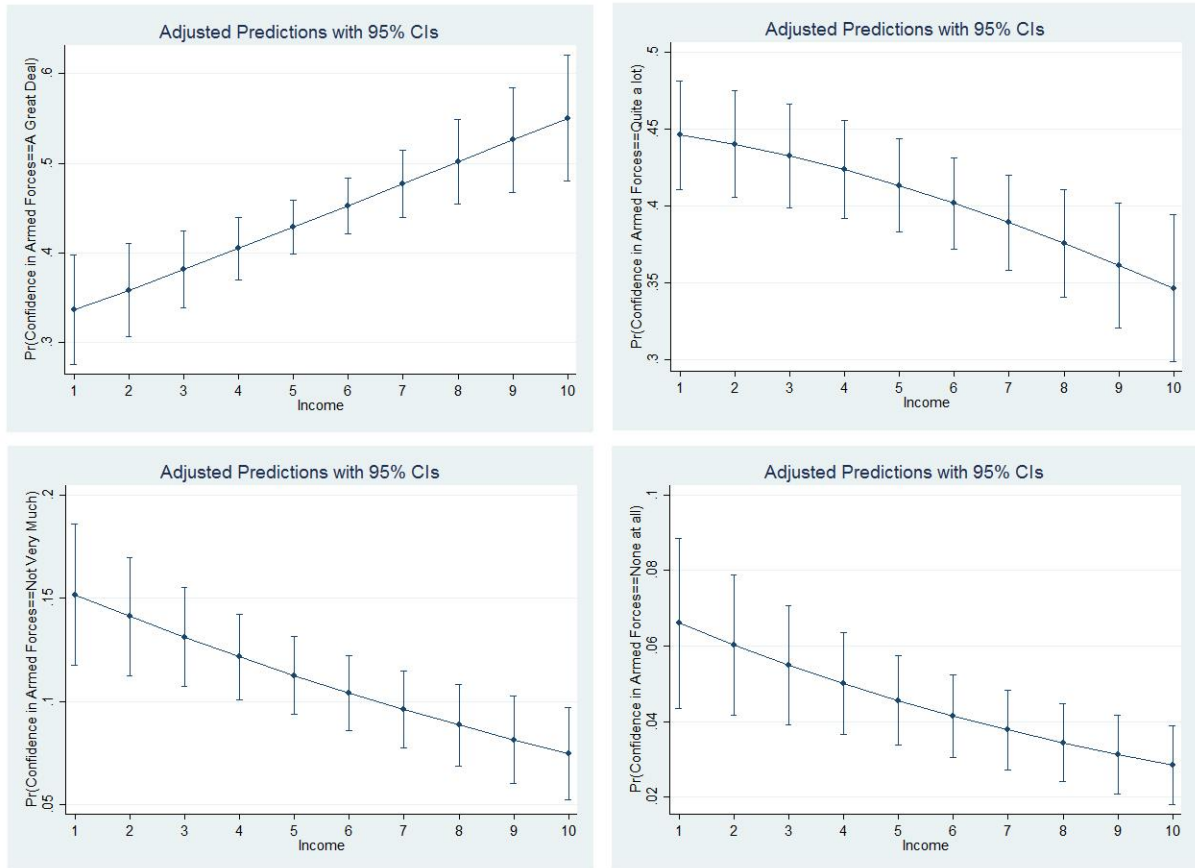 Adjusted Predictions with 95% CIs
Pr(Confidence in Armed Forces==A Great Deal)
.6
.5
.4
.3
1 2 3 4 5 6 7 8 9 10
Income
Adjusted Predictions with 95% CIs
Pr(Confidence in Armed Forces==Quite a lot)
.5
.45
.4
.35
.3
1 2 3 4 5 6 7 8 9 10
Income
Adjusted Predictions with 95% CIs
Pr(Confidence in Armed Forces==Not Very Much)
.2
.15
.1
.05
1 2 3 4 5 6 7 8 9 10
Income
Adjusted Predictions with 95% CIs
Pr(Confidence in Armed Forces==None at all)
.1
.08
.06
.04
.02
1 2 3 4 5 6 7 8 9 10
Income